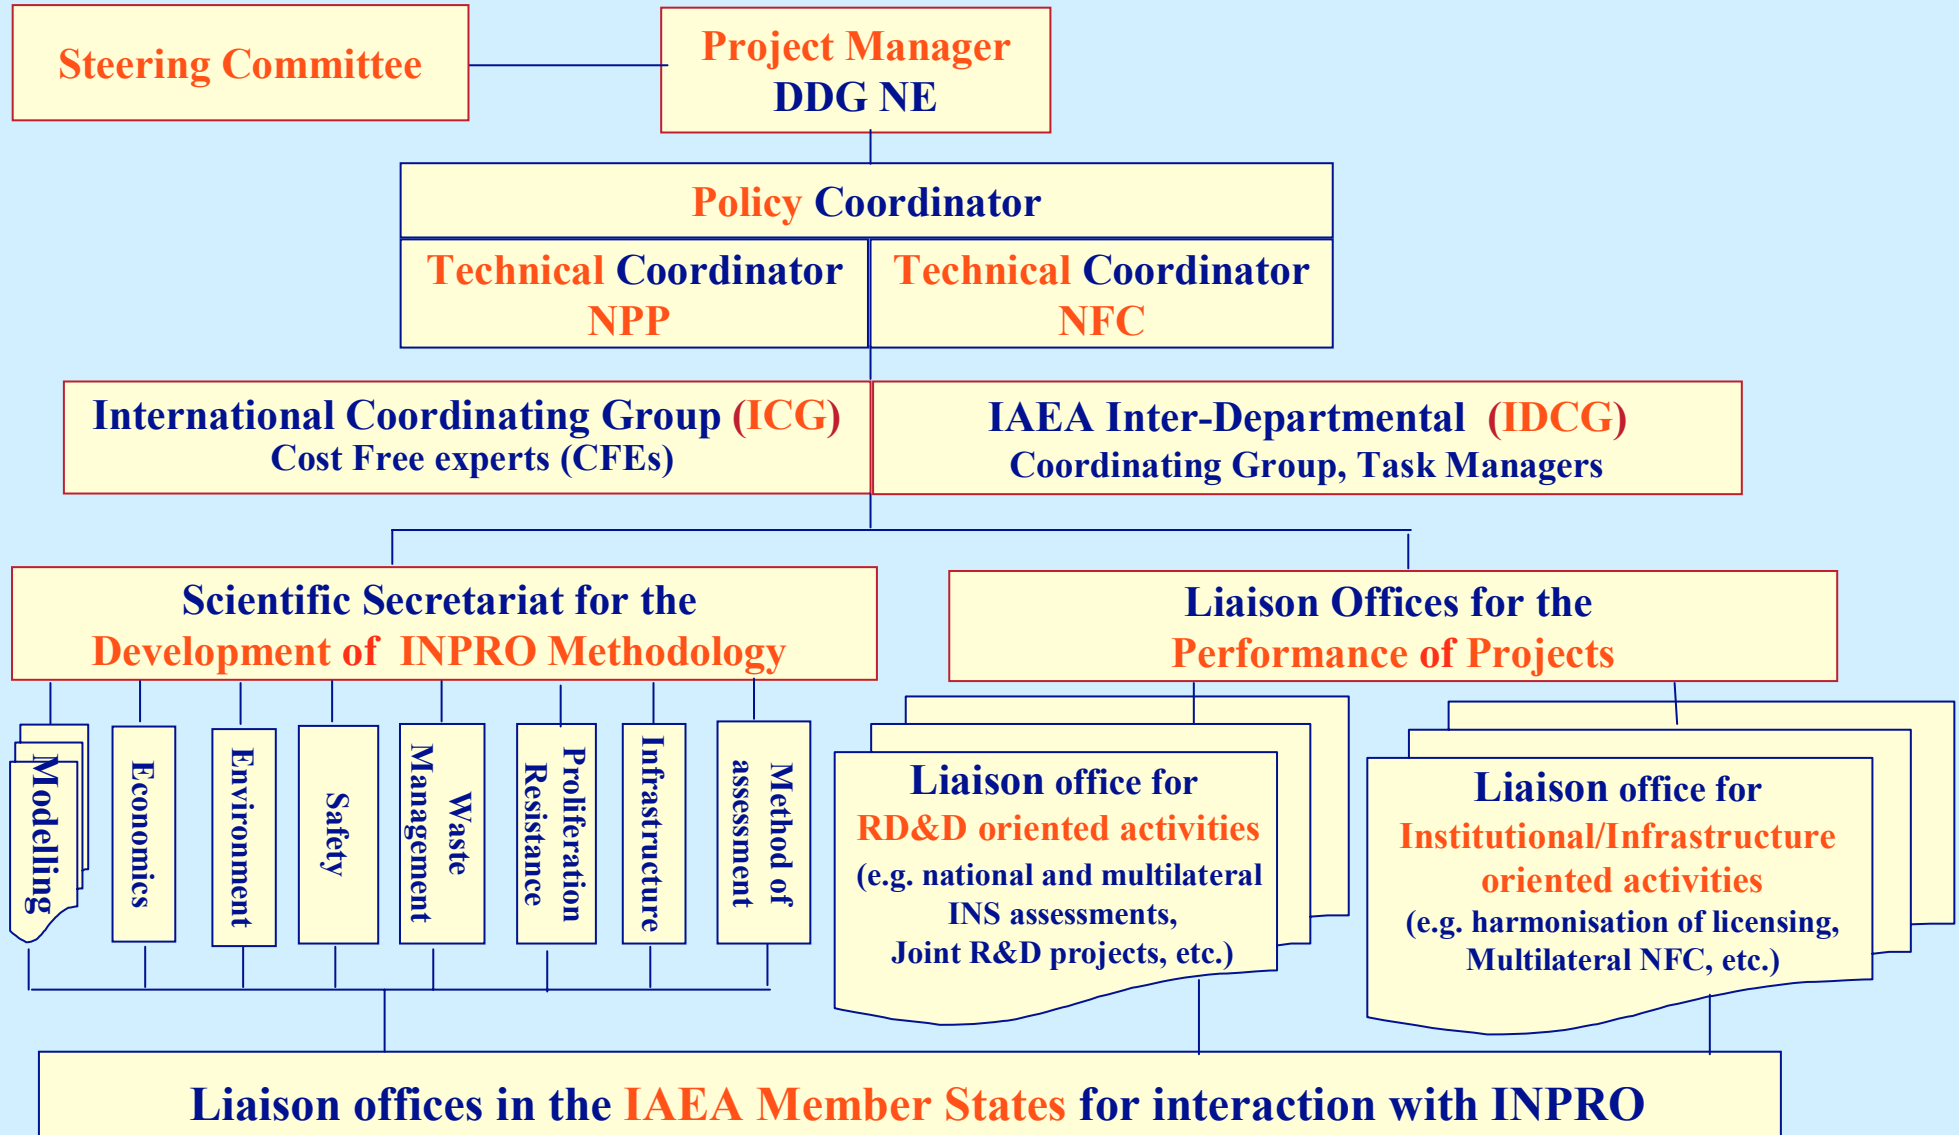 Steering Committee
Project Manager
DDG NE
Policy Coordinator
Technical Coordinator
NPP
Technical Coordinator
NFC
International Coordinating Group (ICG)
Cost Free experts (CFEs)
IAEA Inter-Departmental (IDCG)
Coordinating Group, Task Managers
Scientific Secretariat for the
Development of INPRO Methodology
Liaison Offices for the
Performance of Projects
Modelling
Economics
Environment
Safety
Waste
Management
Proliferation
Resistance
Infrastructure
Method of
assessment
Liaison office for
RD&D oriented activities
(e.g. national and multilateral
INS assessments,
Joint R&D projects, etc.)
Liaison office for
Institutional/Infrastructure
oriented activities
(e.g. harmonisation of licensing,
Multilateral NFC, etc.)
Liaison offices in the IAEA Member States for interaction with INPRO